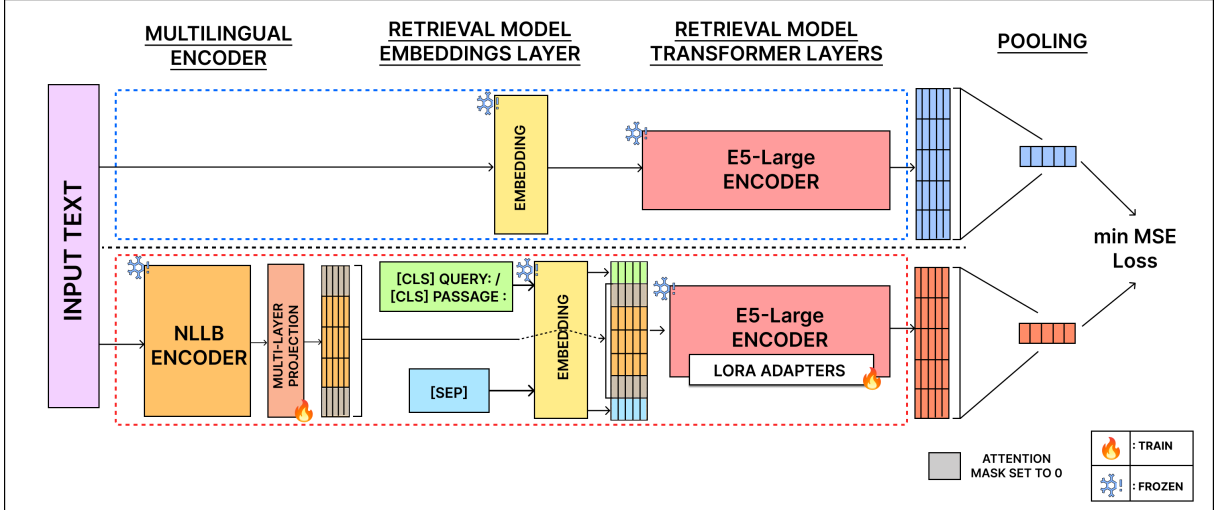 MULTILINGUAL
ENCODER
RETRIEVAL MODEL
EMBEDDINGS LAYER
RETRIEVAL MODEL
TRANSFORMER LAYERS
POOLING
INPUT TEXT
EMBEDDING
E5-Large
ENCODER
min MSE
Loss
NLLB
ENCODER
MULTI-LAYER
PROJECTION
[CLS] QUERY: /
[CLS] PASSAGE :
[SEP]
EMBEDDING
E5-Large
ENCODER
LORA ADAPTERS
ATTENTION
MASK SET TO 0
: TRAIN
: FROZEN